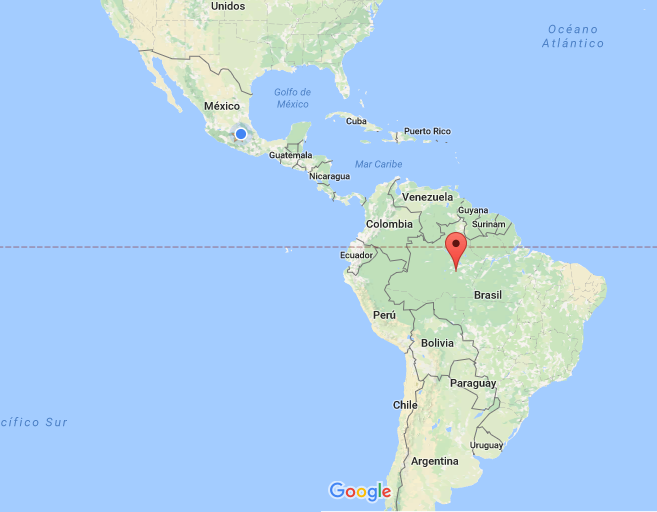 Unidos
Océano
Atlántico
Golfo de
México
México
Cuba
Puerto Rico
Guatemala
Mar Caribe
Nicaragua
Venezuela
Guyana
Colombia
Surinam
Ecuador
Brasil
Perú
Bolivia
Paraguay
Chile
cífico Sur
Uruguay
Argentina
Google